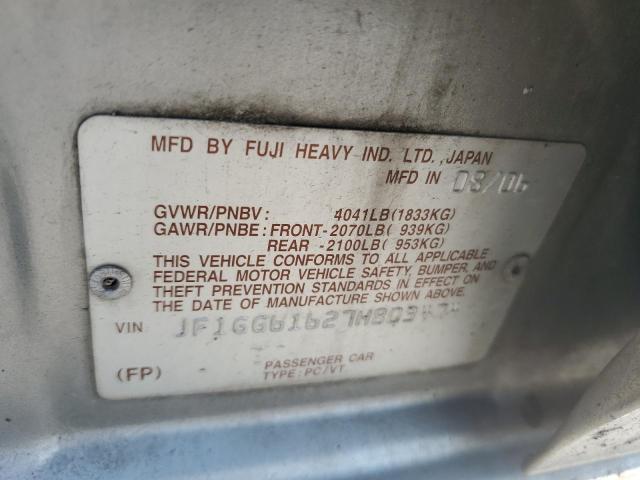 MFD BY FUJI HEAVY IND. LTD., JAPAN
MFD IN 08/06
GVWR/PNBV: 4041LB(1833KG)
GAWR/PNBE: FRONT-2070LB( 939KG)
REAR -2100LB( 953KG)
THIS VEHICLE CONFORMS TO ALL APPLICABLE
FEDERAL MOTOR VEHICLE SAFETY, BUMPER, AND
THEFT PREVENTION STANDARDS IN EFFECT ON
THE DATE OF MANUFACTURE SHOWN ABOVE.
VIN
(FP)
PASSENGER CAR
TYPE:PC/VT